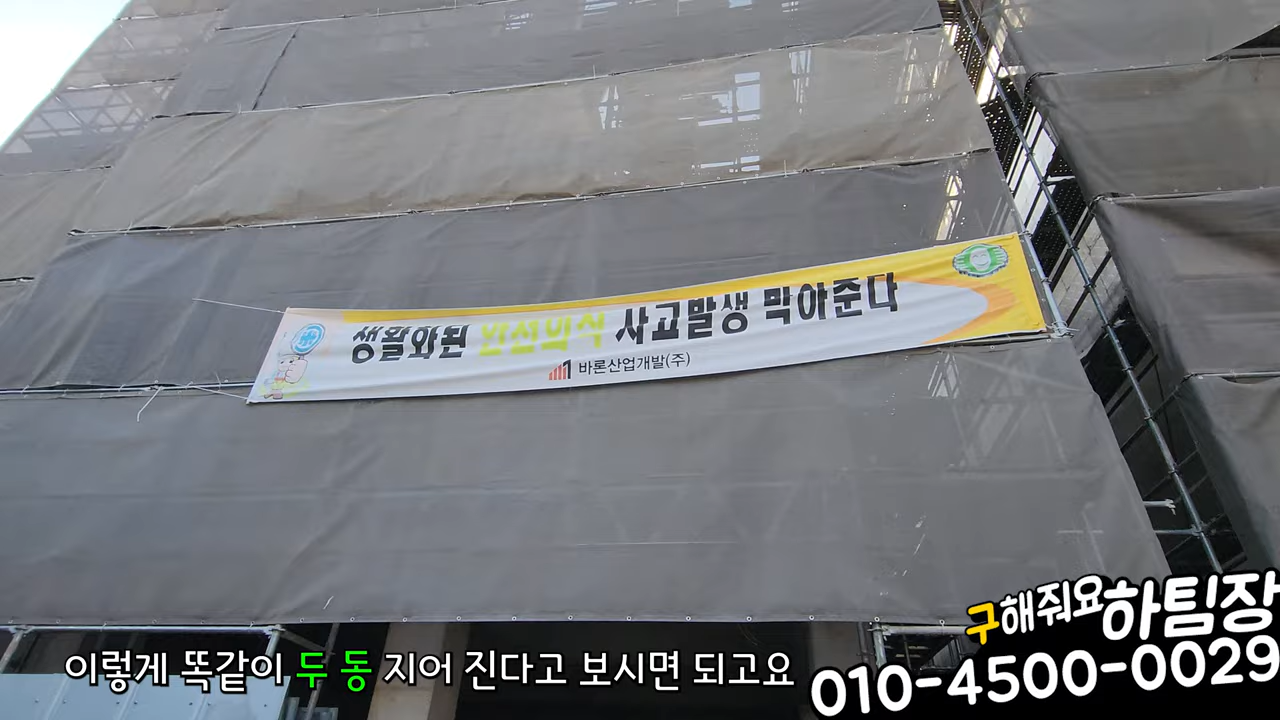 생활화된 안전의식 사고발생 막아준다
바론산업개발(주)
구해줘요 하팀장
이렇게 똑같이 두 동 지어 진다고 보시면 되고요
010-4500-0029